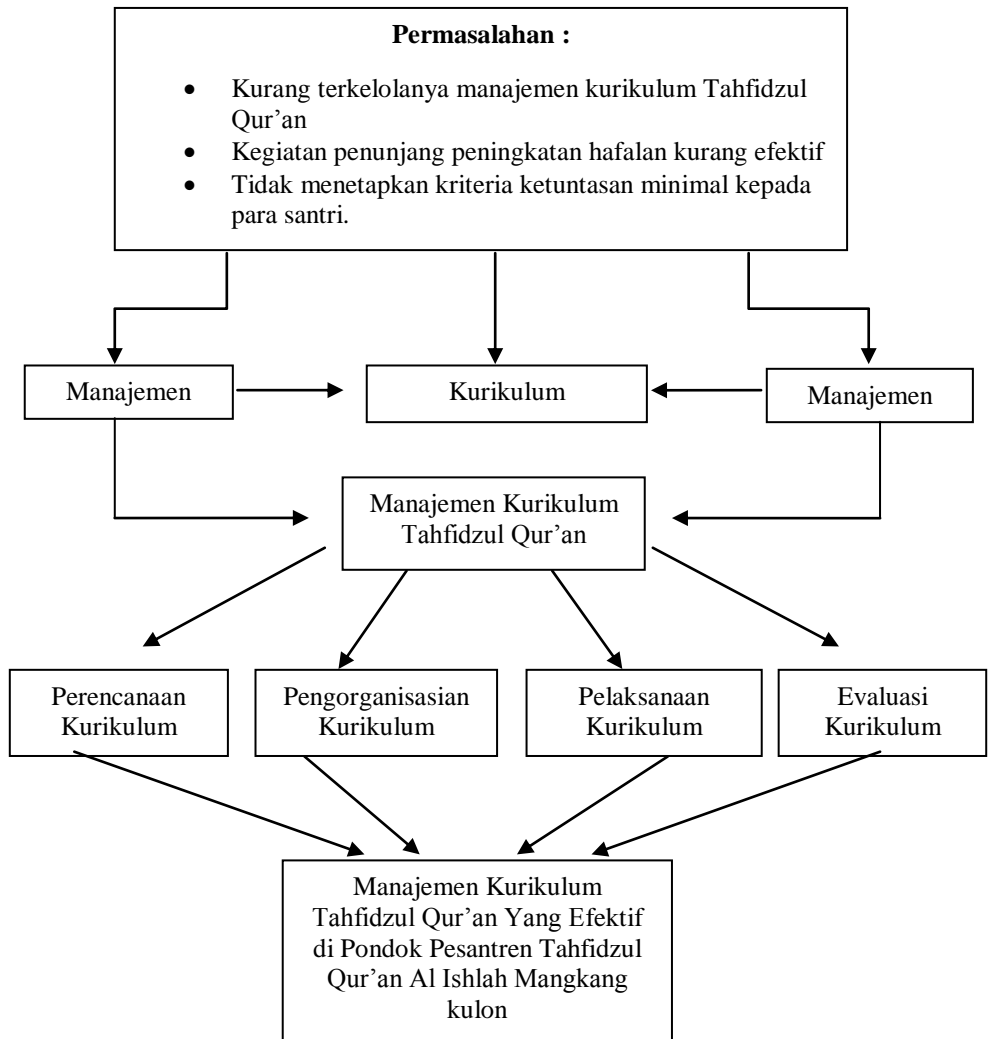 Permasalahan :
• Kurang terkelolanya manajemen kurikulum Tahfidzul
Qur’an
• Kegiatan penunjang peningkatan hafalan kurang efektif
• Tidak menetapkan kriteria ketuntasan minimal kepada
para santri.
Manajemen
Kurikulum
Manajemen
Manajemen Kurikulum
Tahfidzul Qur’an
Perencanaan
Kurikulum
Pengorganisasian
Kurikulum
Pelaksanaan
Kurikulum
Evaluasi
Kurikulum
Manajemen Kurikulum
Tahfidzul Qur’an Yang Efektif
di Pondok Pesantren Tahfidzul
Qur’an Al Ishlah Mangkang
kulon